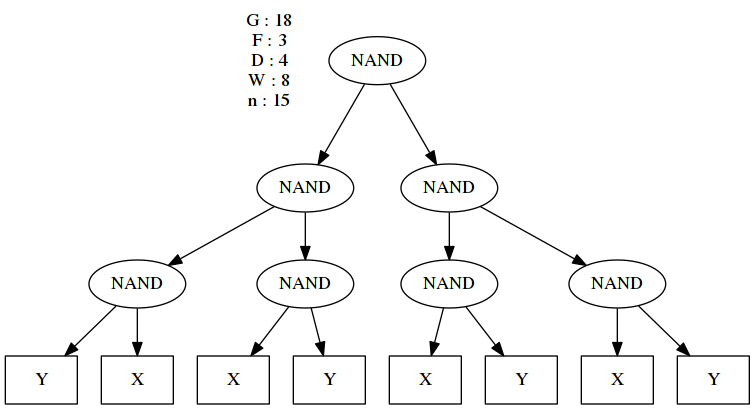 G : 18
F : 3
D : 4
W : 8
n : 15
NAND
NAND NAND
NAND NAND NAND NAND
Y X X Y X Y X Y